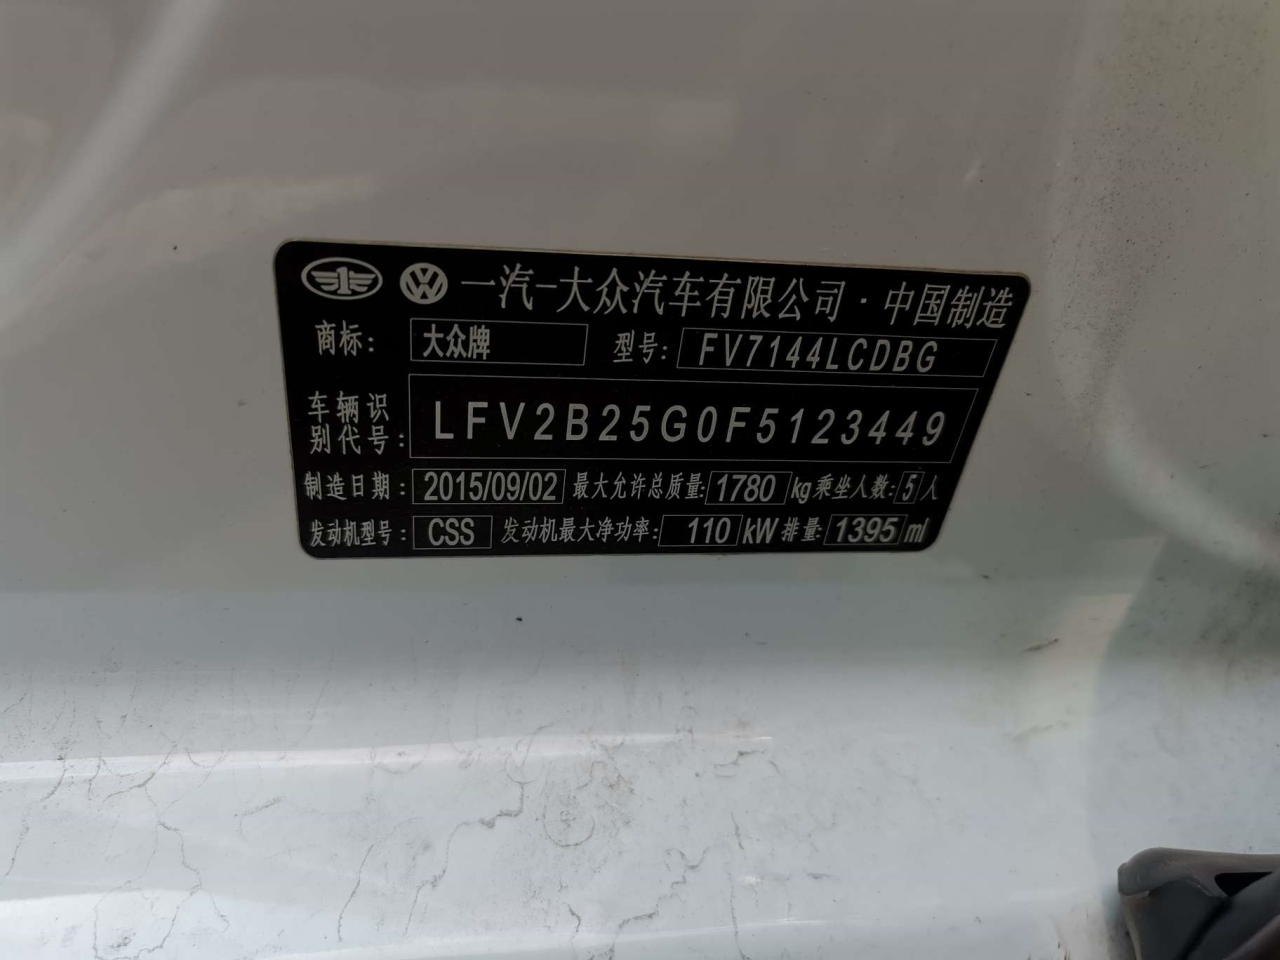 一汽-大众汽车有限公司·中国制造
商标: 大众牌 型号: FV7144LCDBG
车辆识别代号: LFV2B25G0F5123449
制造日期: 2015/09/02 最大允许总质量: 1780 kg 乘坐人数: 5 人
发动机型号: CSS 发动机最大净功率: 110 kW 排量: 1395 ml